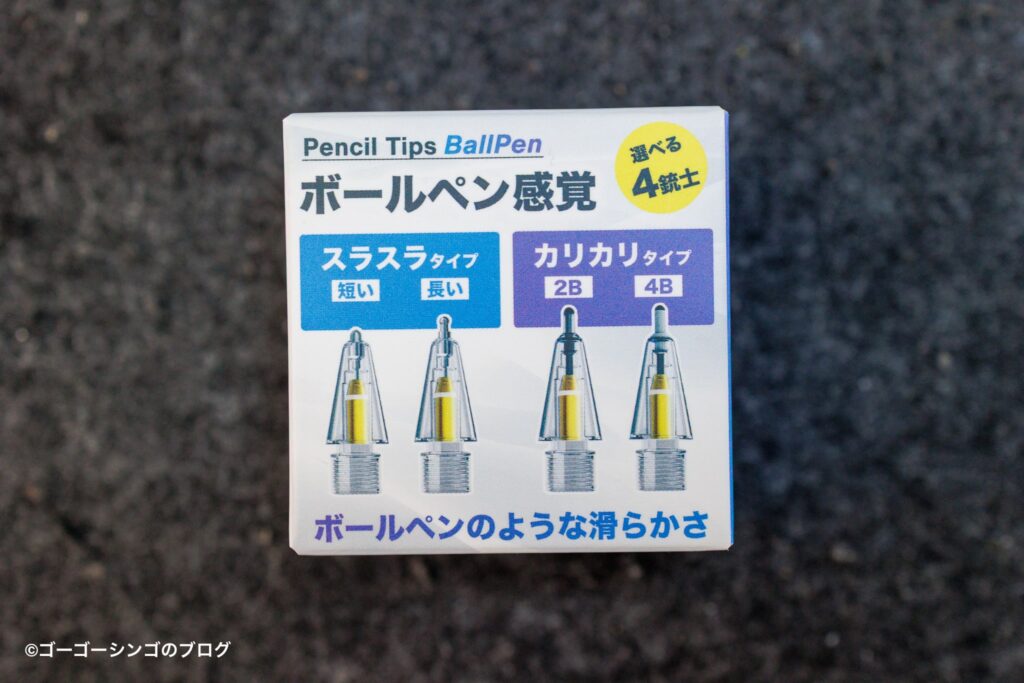 Pencil Tips BallPen
ボールペン感覚
選べる
4銃士
スラスラタイプ
短い 長い
カリカリタイプ
2B 4B
ボールペンのような滑らかさ
©ゴーゴーシンゴのブログ